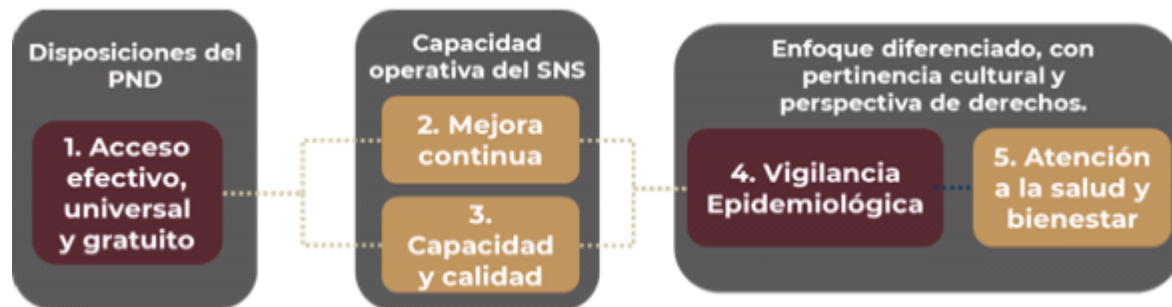 Disposiciones del
PND
1. Acceso
efectivo,
universal
y gratuito
Capacidad
operativa del SNS
2. Mejora
continua
3.
Capacidad
y calidad
Enfoque diferenciado, con
pertinencia cultural y
perspectiva de derechos.
4. Vigilancia
Epidemiológica
5. Atención
a la salud y
bienestar